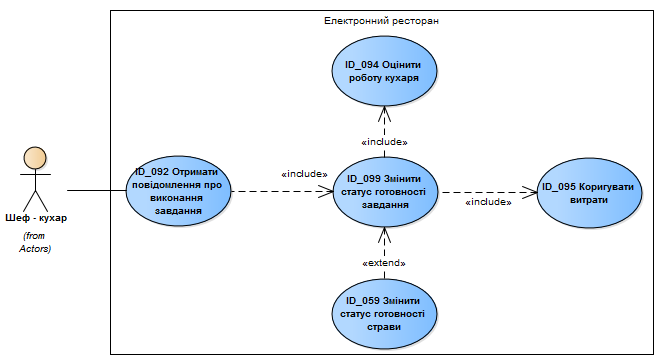 Електронний ресторан
ID_094 Оцінити
роботу кухаря
«include»
ID_092 Отримати
повідомлення про
виконання
завдання
«include»
ID_099 Змінити
статус готовності
завдання
«include»
ID_095 Коригувати
витрати
Шеф - кухар
(from
Actors)
«extend»
ID_059 Змінити
статус готовності
страви